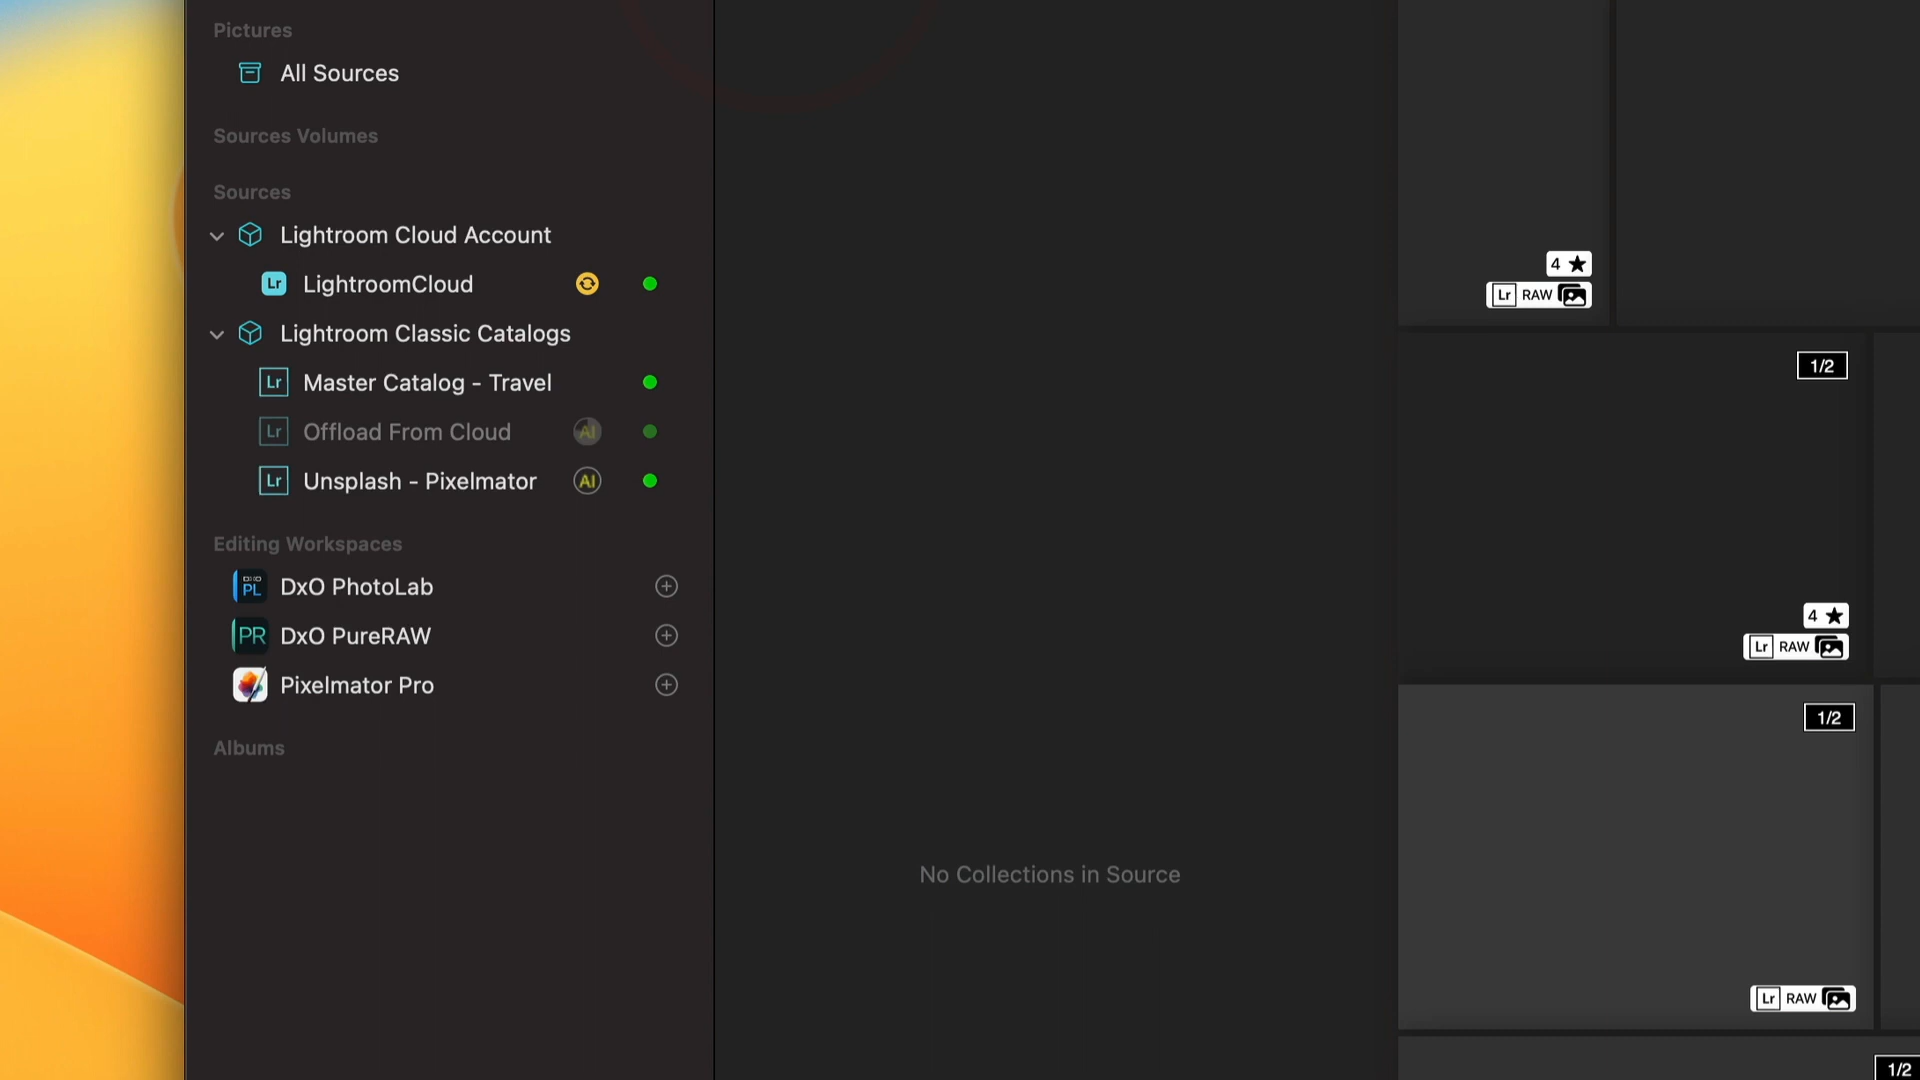 Pictures
All Sources
Sources Volumes
Sources
Lightroom Cloud Account
Lr LightroomCloud
Lightroom Classic Catalogs
Lr Master Catalog - Travel
Lr Offload From Cloud AI
Lr Unsplash - Pixelmator AI
Editing Workspaces
DXO PL DxO PhotoLab
PR DxO PureRAW
Pixelmator Pro
Albums
No Collections in Source
4 ★
Lr RAW
1/2
4 ★
Lr RAW
1/2
Lr RAW
1/2